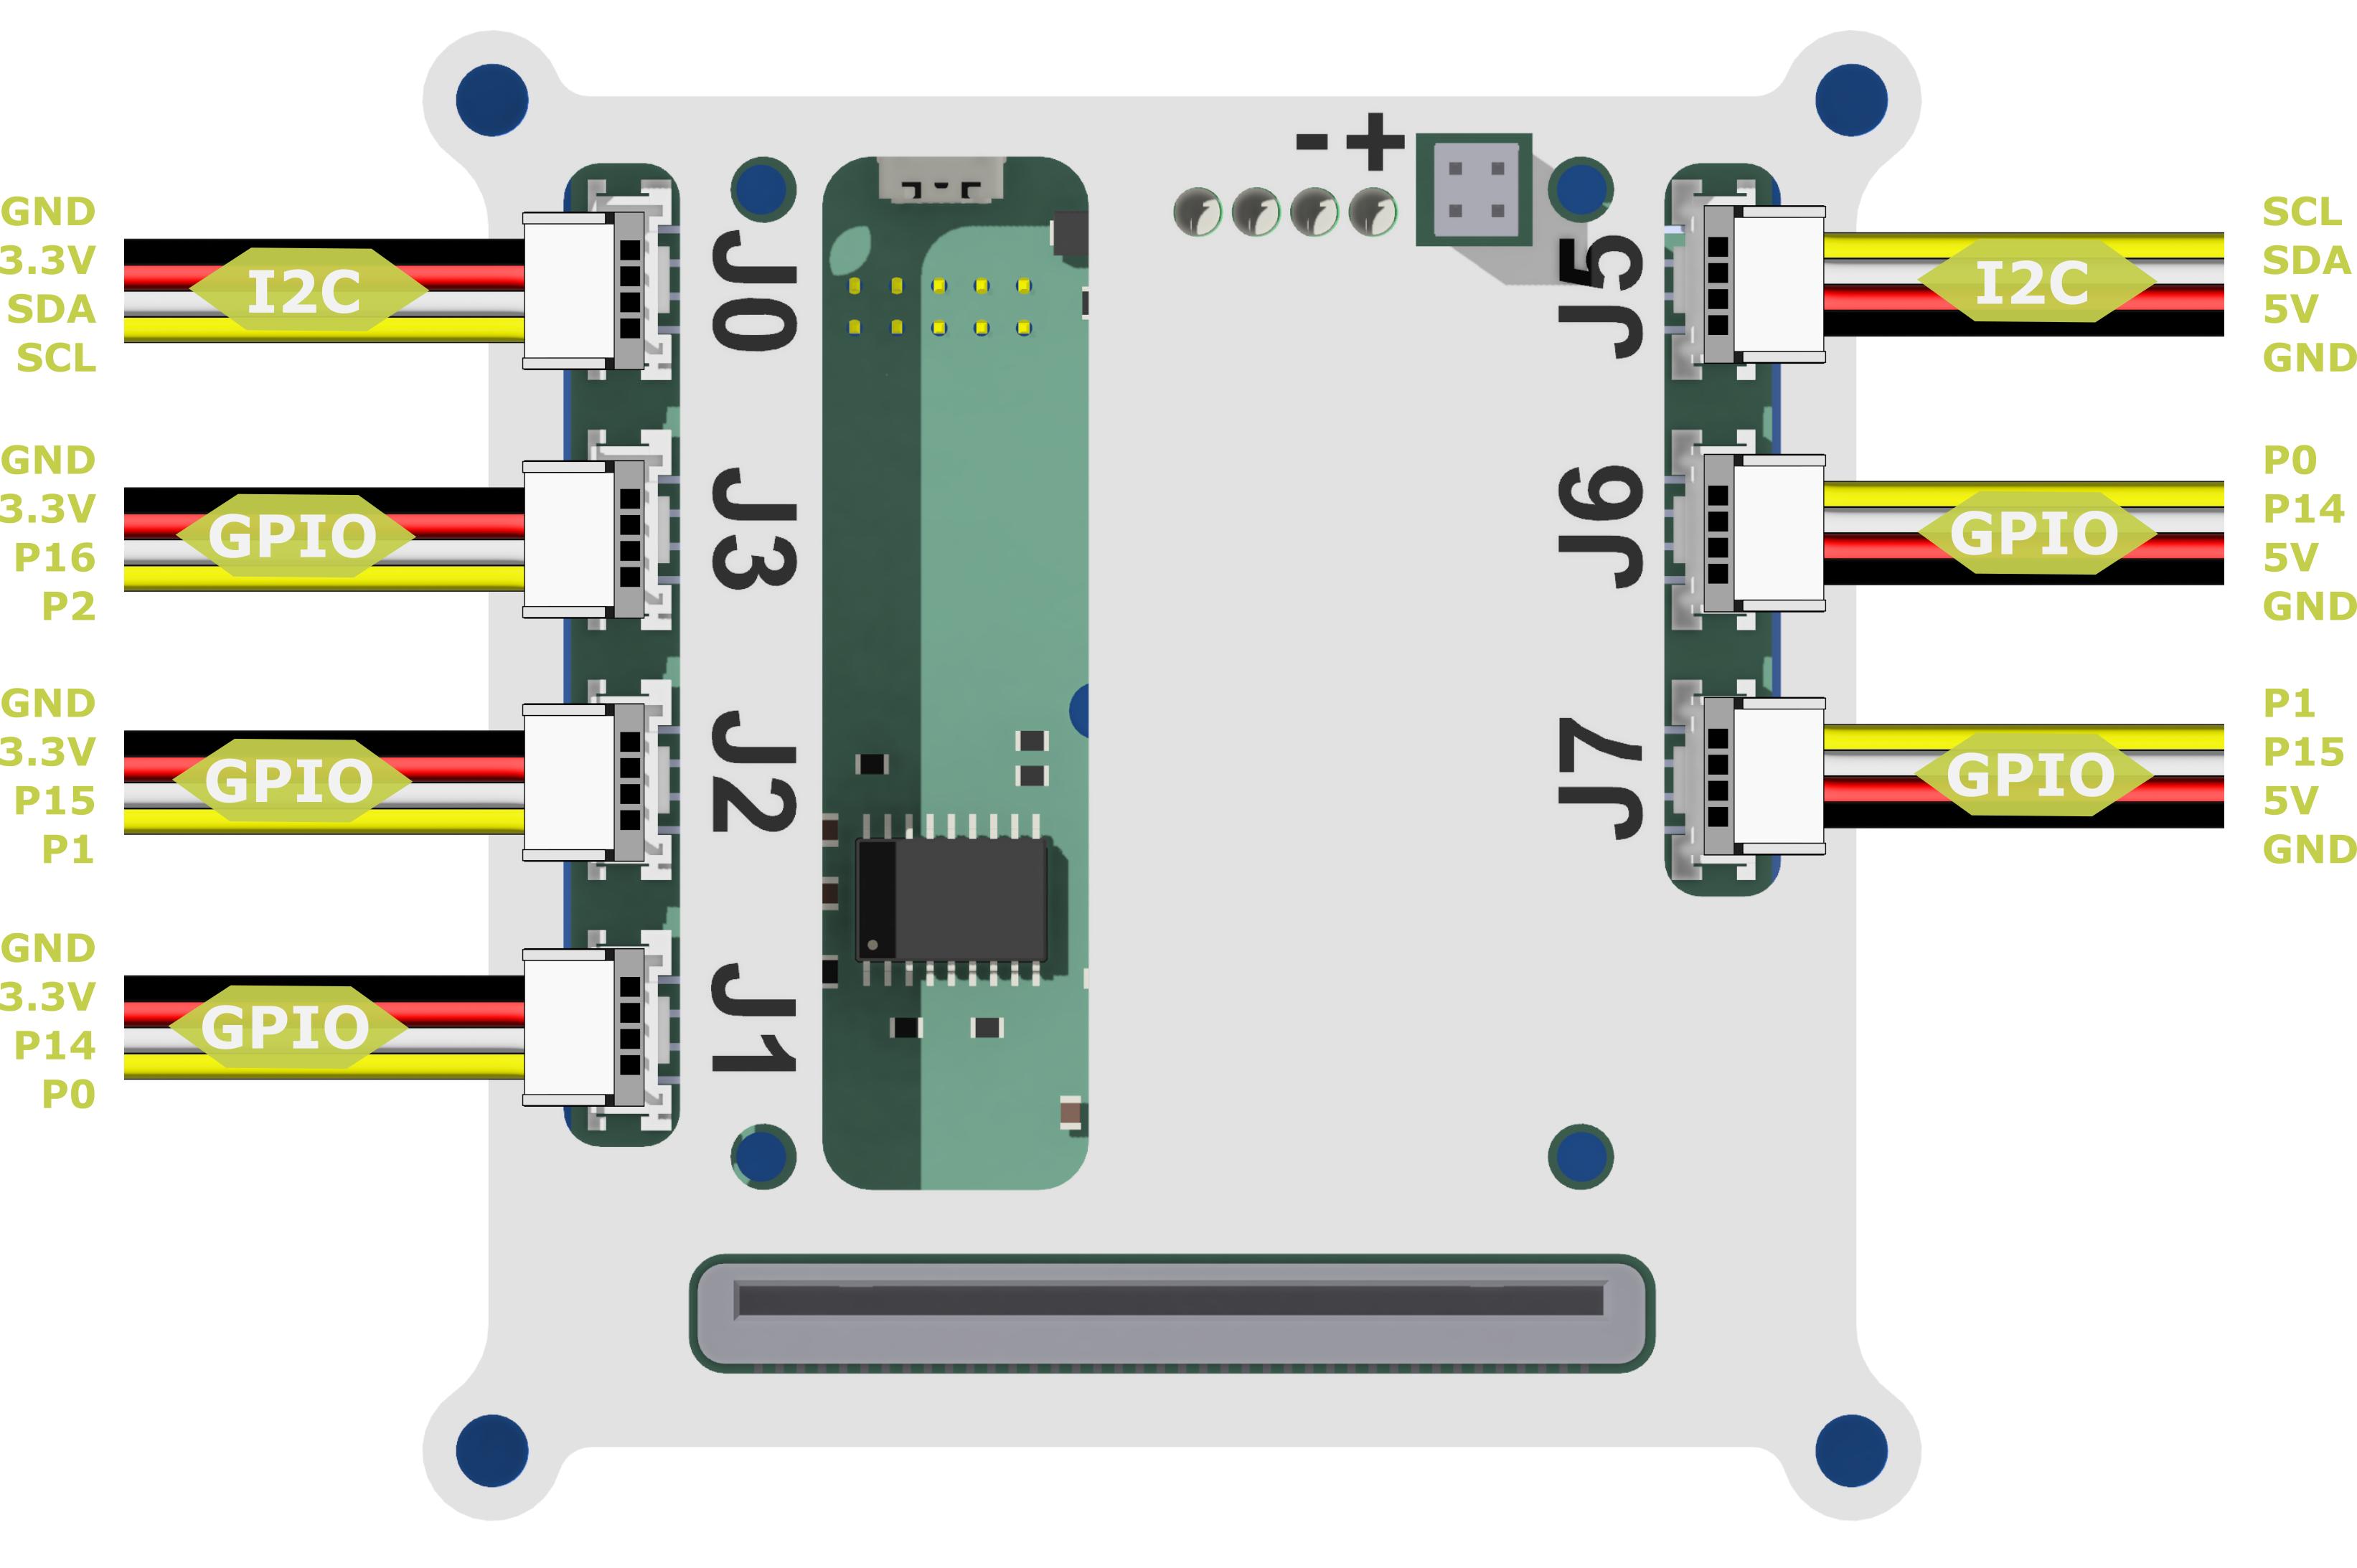 - +
GND
3.3V
SDA
SCL
I2C
J0
GND
3.3V
P16
P2
GPIO
J3
GND
3.3V
P15
P1
GPIO
J2
GND
3.3V
P14
P0
GPIO
J1
J5
I2C
SCL
SDA
5V
GND
J6
GPIO
P0
P14
5V
GND
J7
GPIO
P1
P15
5V
GND